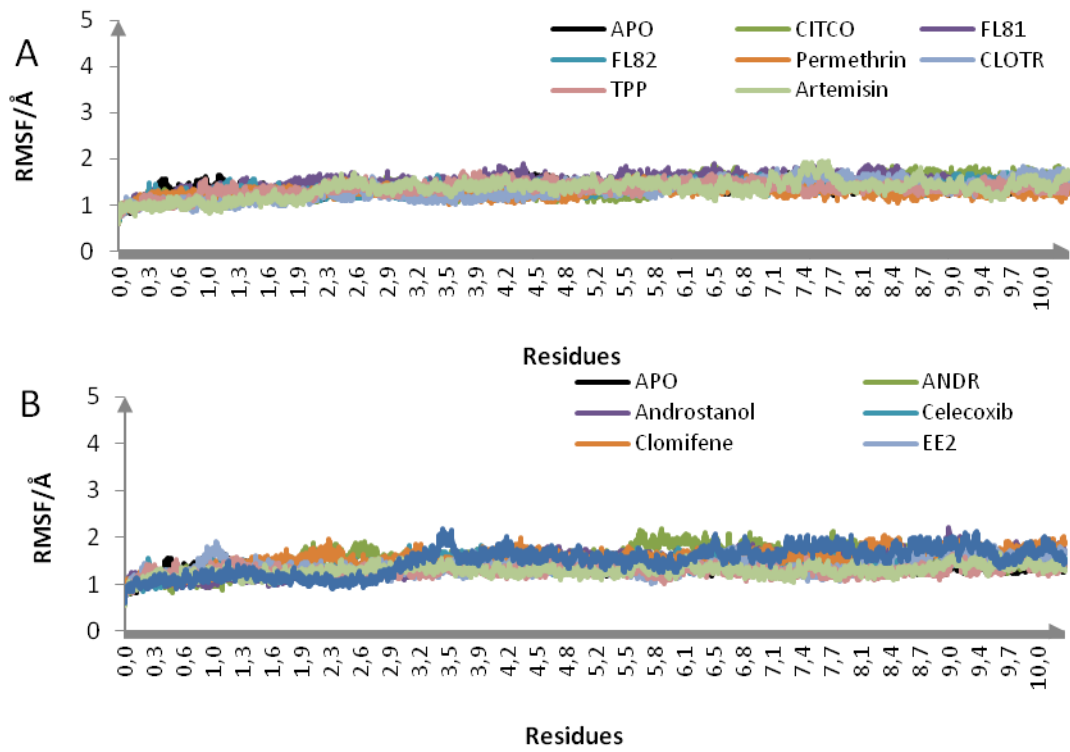 A
RMSF/Å
5
4
3
2
1
0
APO CITCO FL81
FL82 Permethrin CLOTR
TPP Artemisin
0,0 0,3 0,6 1,0 1,3 1,6 1,9 2,3 2,6 2,9 3,2 3,6 3,9 4,2 4,5 4,8 5,2 5,5 5,8 6,1 6,5 6,8 7,1 7,4 7,7 8,1 8,4 8,7 9,0 9,4 9,7 10,0
Residues
B
RMSF/Å
5
4
3
2
1
0
APO ANDR
Androstanol Celecoxib
Clomifene EE2
0,0 0,3 0,6 1,0 1,3 1,6 1,9 2,3 2,6 2,9 3,2 3,5 3,9 4,2 4,5 4,8 5,2 5,5 5,8 6,1 6,4 6,8 7,1 7,4 7,7 8,1 8,4 8,7 9,0 9,3 9,7 10,0
Residues